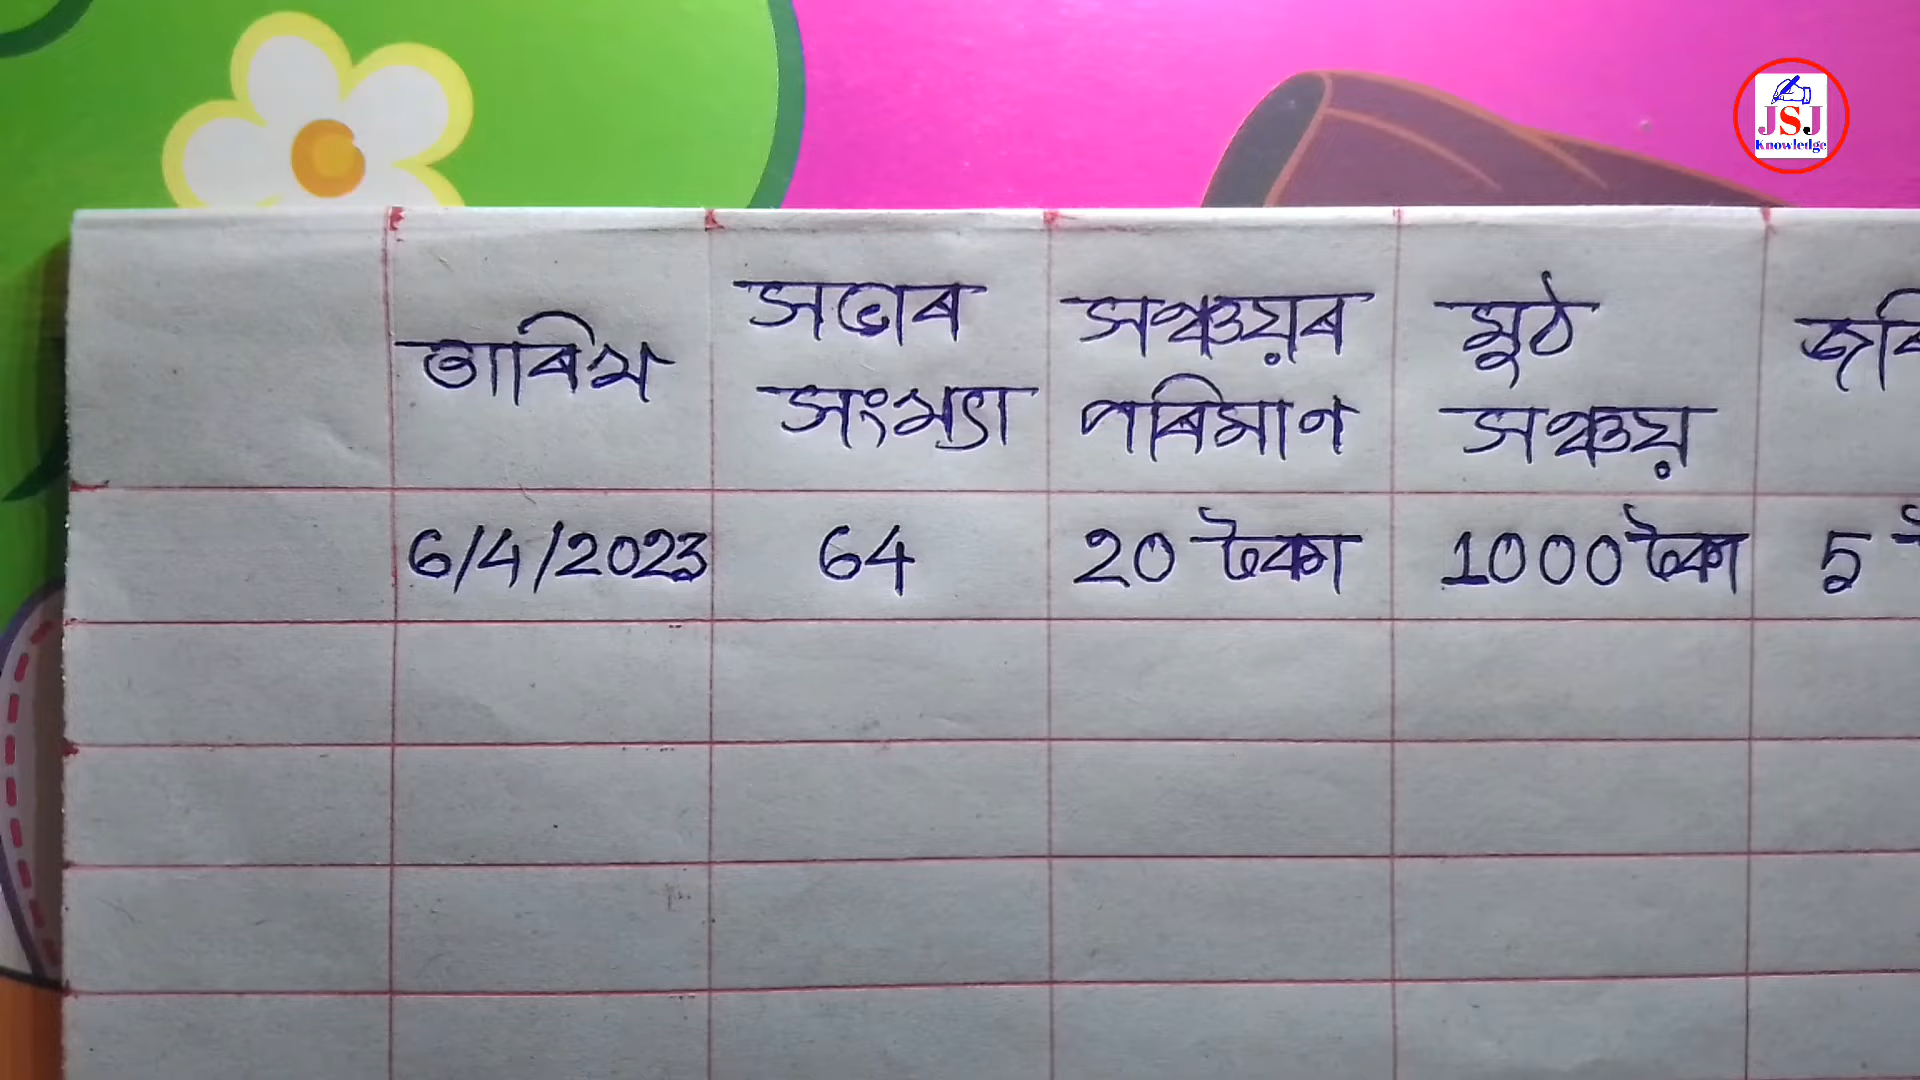 JSJ
Knowledge
তাৰিখ
সভাৰ
সংখ্যা
সঞ্চয়ৰ
পৰিমাণ
মুঠ
সঞ্চয়
6/4/2023 64 20 টকা 1000 টকা 5